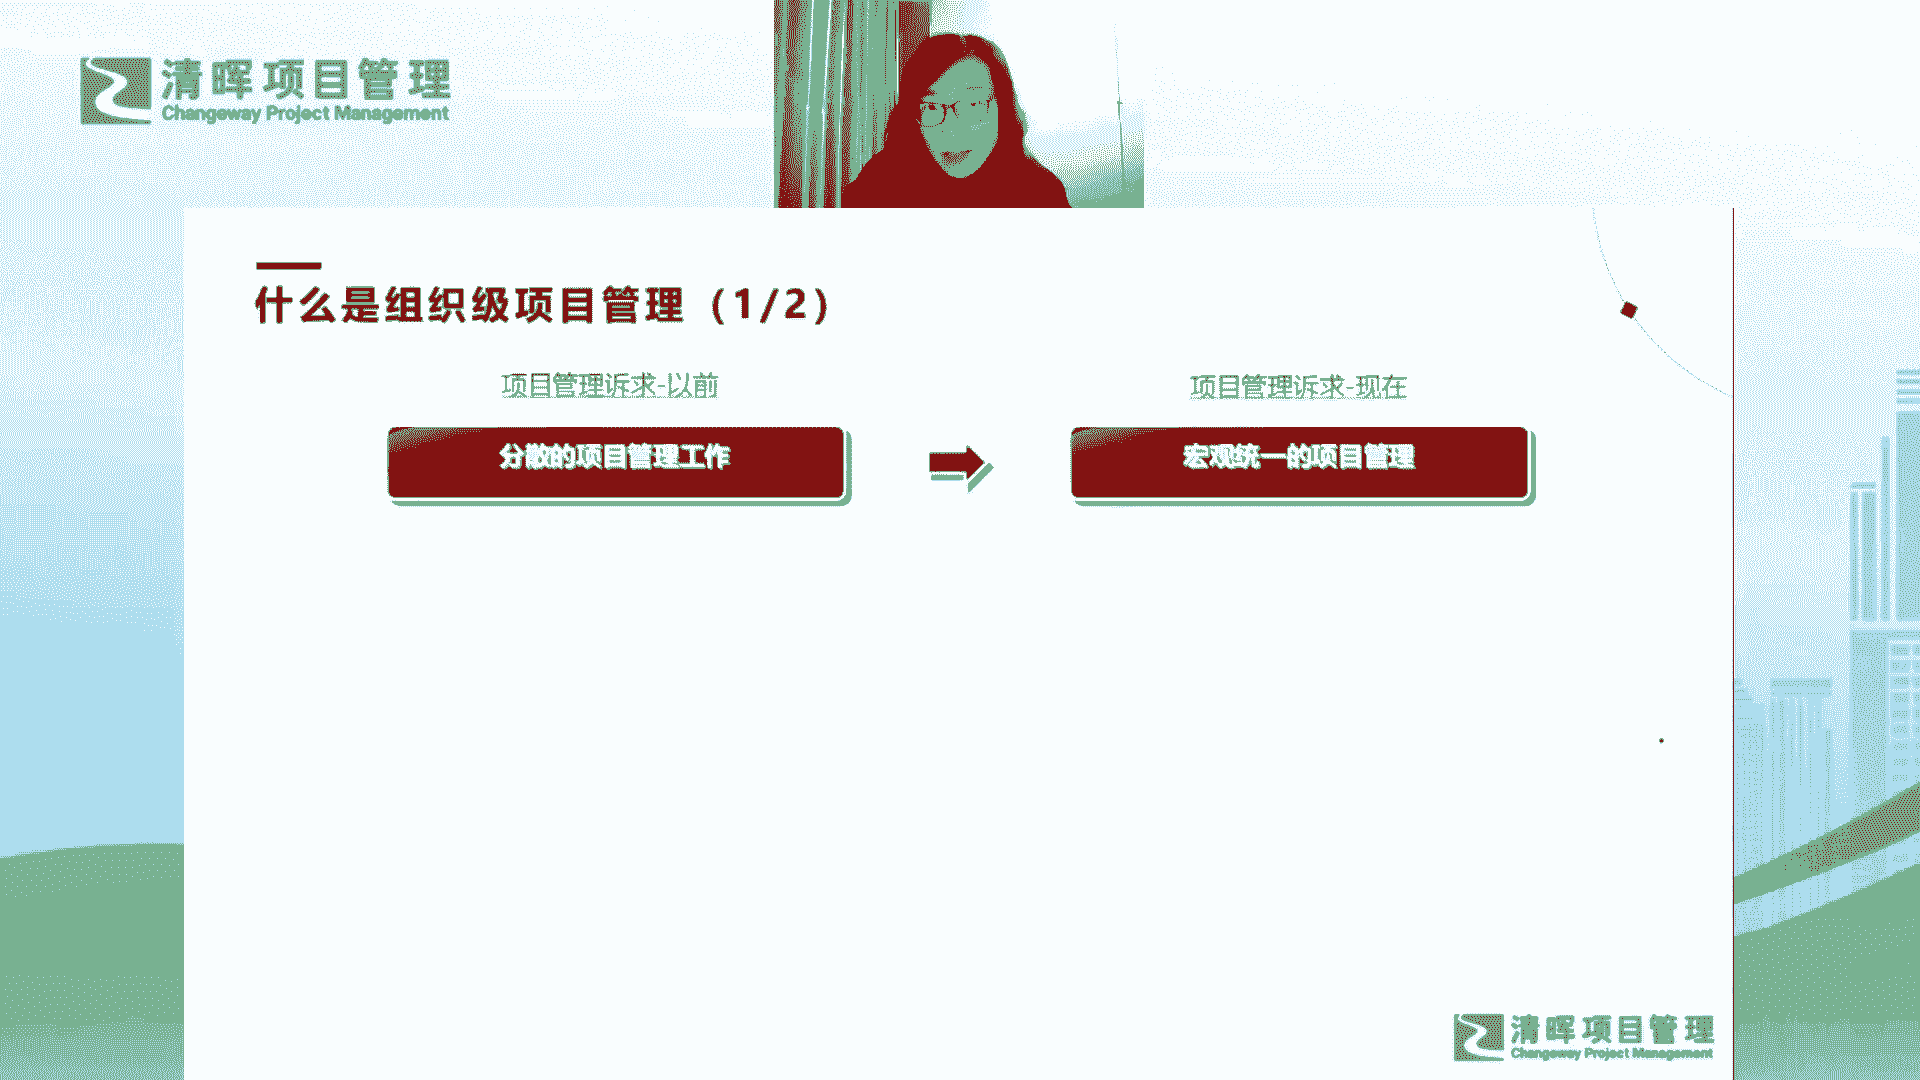 清晖项目管理
Changeway Project Management
什么是组织级项目管理（1/2）
项目管理诉求-以前
项目管理诉求-现在
分散的项目管理工作
宏观统一的项目管理
清晖项目管理
Changeway Project Management